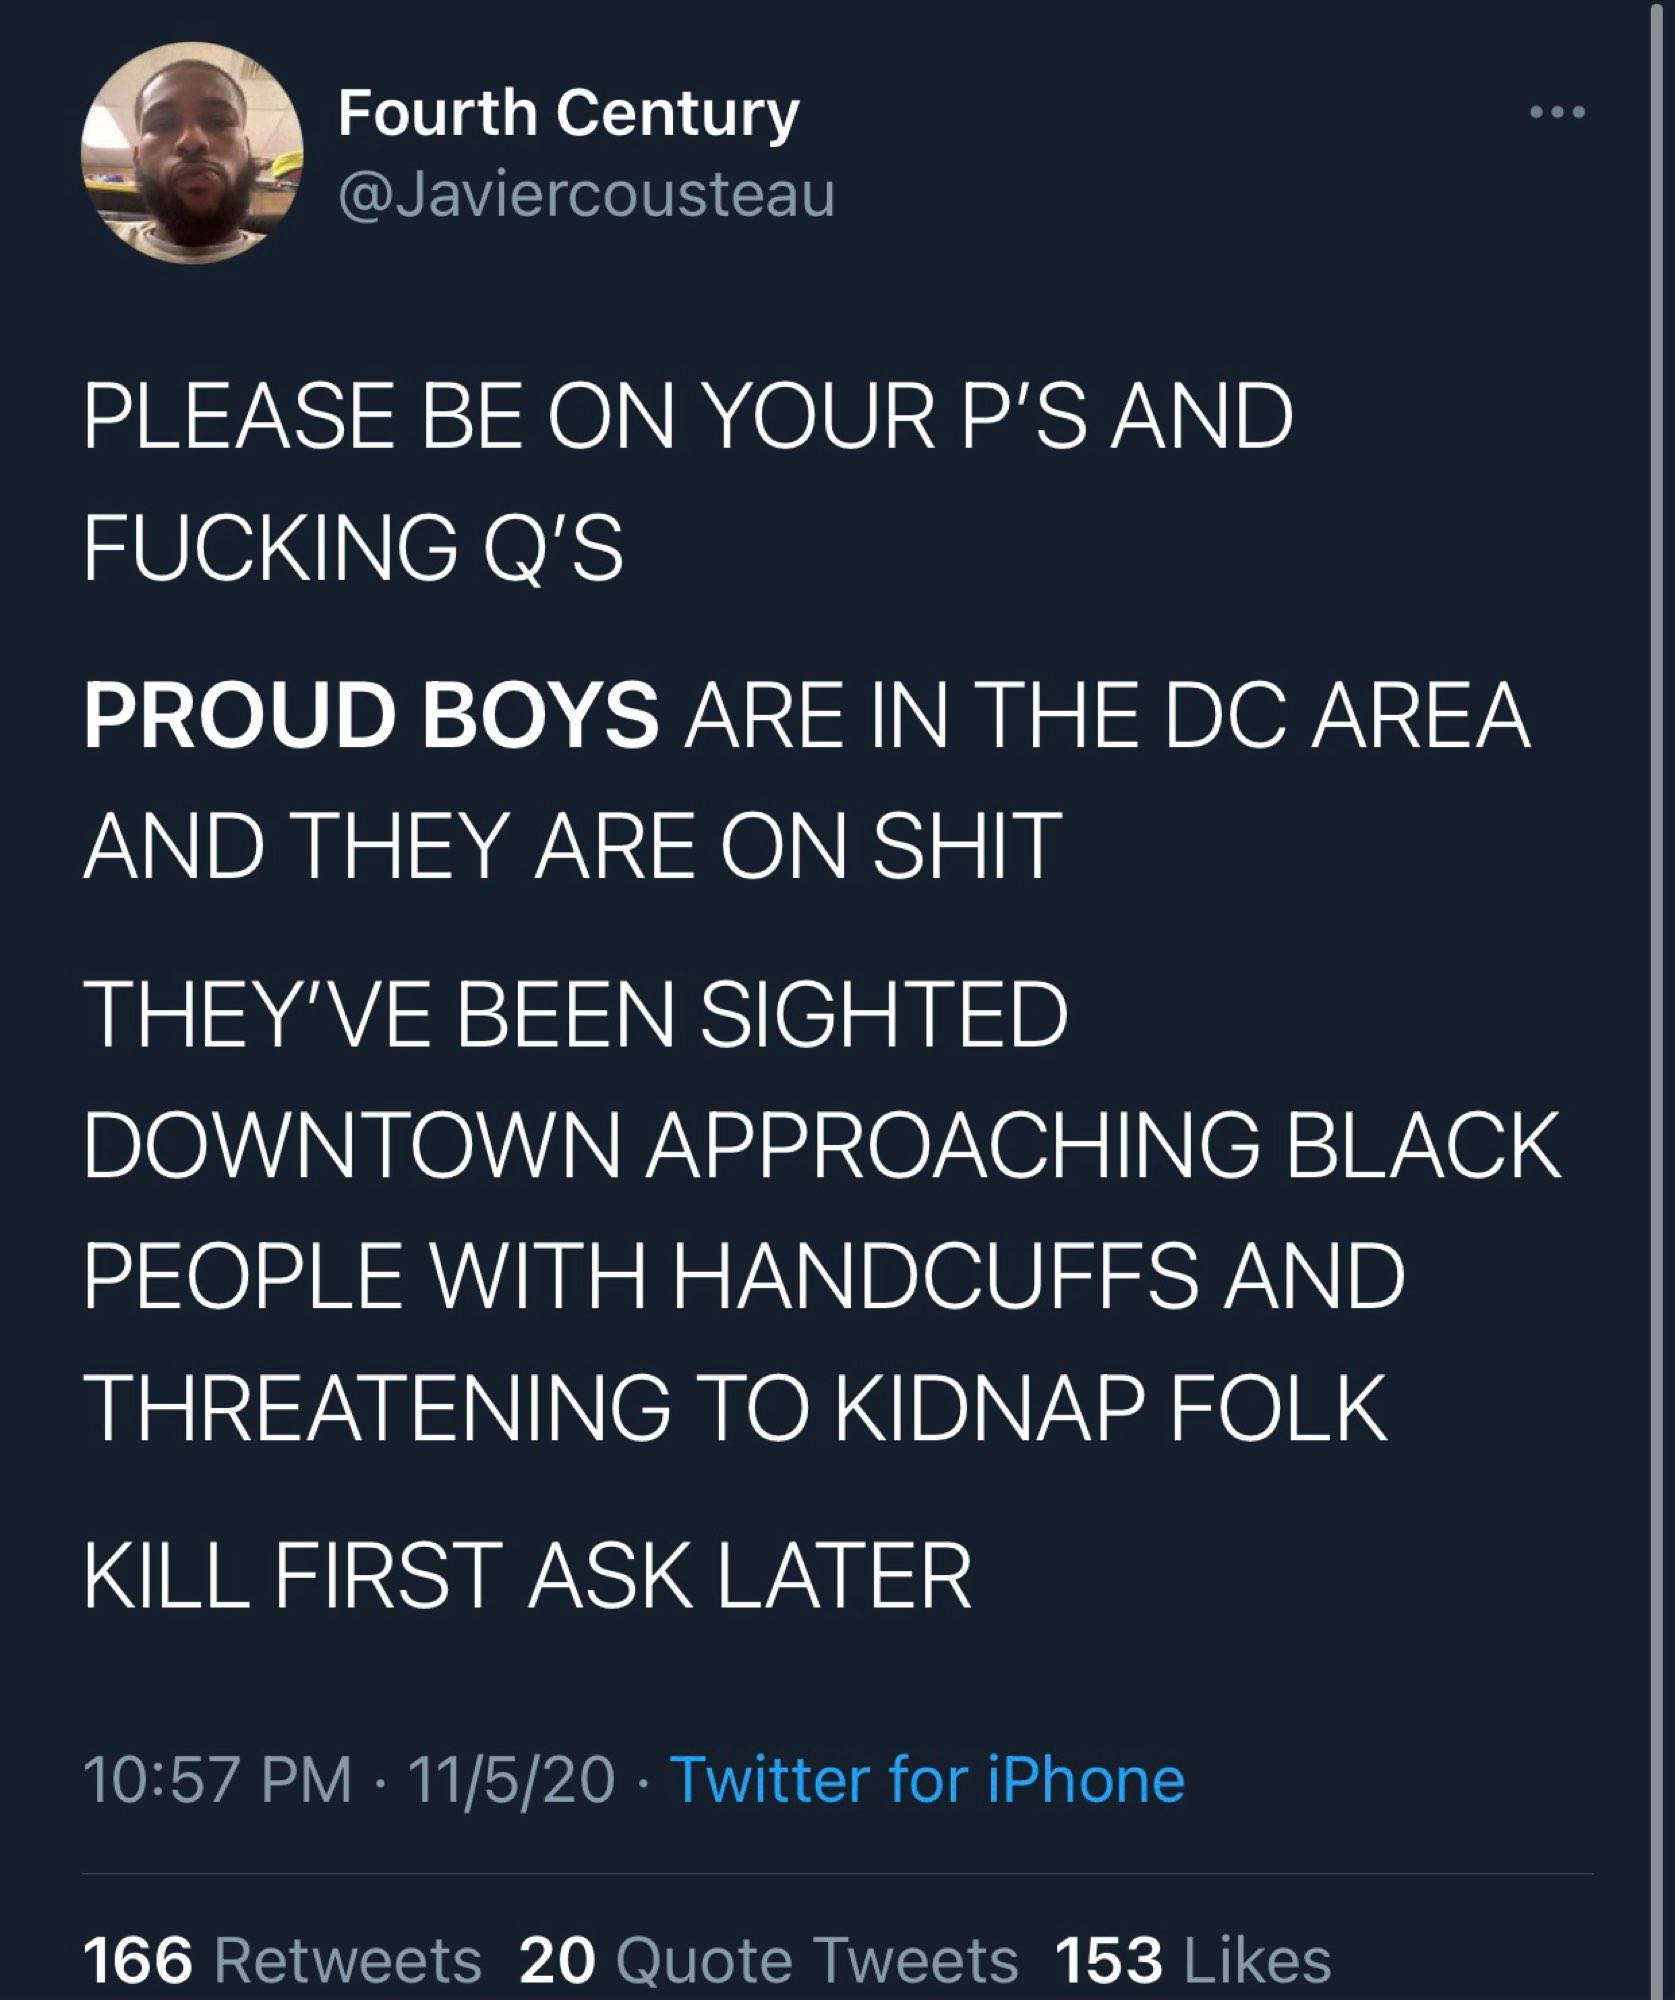 Fourth Century
@Javiercousteau
PLEASE BE ON YOUR P’S AND
FUCKING Q’S
PROUD BOYS ARE IN THE DC AREA
AND THEY ARE ON SHIT
THEY’VE BEEN SIGHTED
DOWNTOWN APPROACHING BLACK
PEOPLE WITH HANDCUFFS AND
THREATENING TO KIDNAP FOLK
KILL FIRST ASK LATER
10:57 PM · 11/5/20 · Twitter for iPhone
166 Retweets 20 Quote Tweets 153 Likes